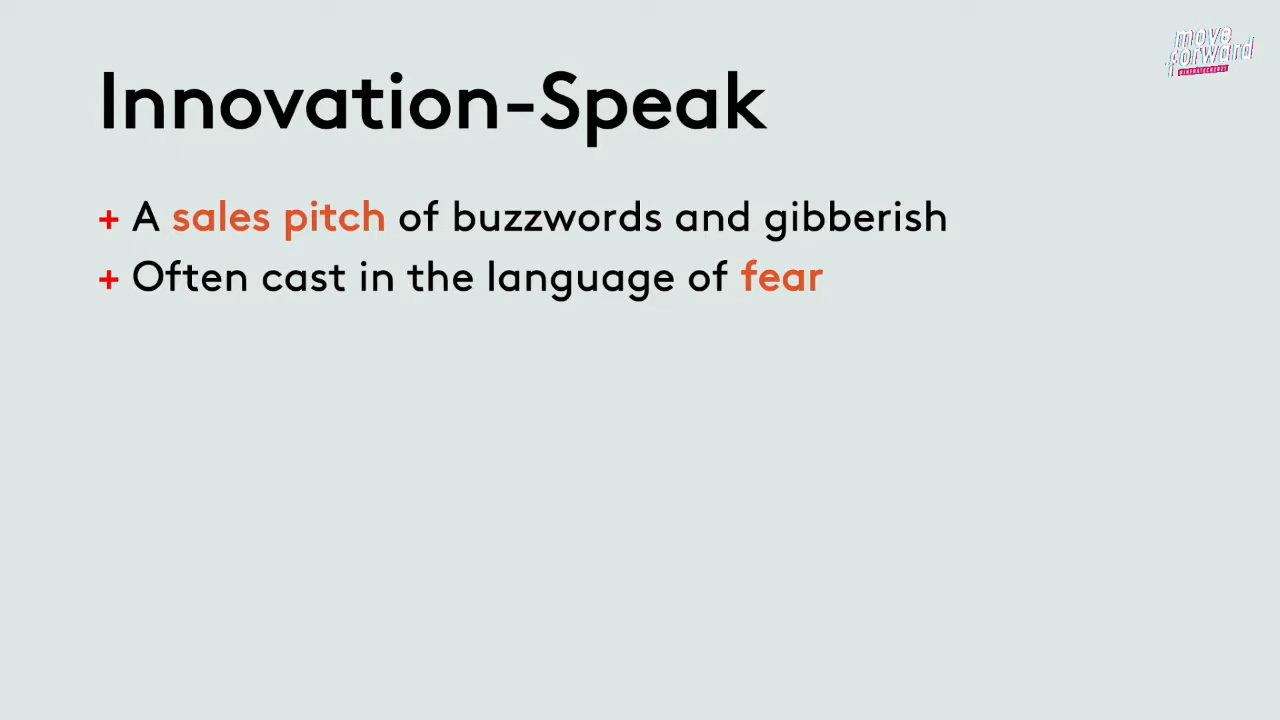 move
forward
Innovation-Speak
+ A sales pitch of buzzwords and gibberish
+ Often cast in the language of fear